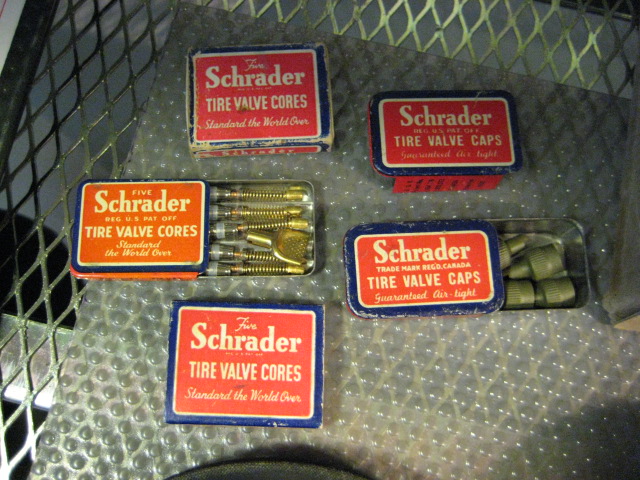 Five
Schrader
TIRE VALVE CORES
Standard the World Over
Schrader
Schrader
REG. U.S. PAT. OFF.
TIRE VALVE CAPS
Guaranteed Air-tight
FIVE
Schrader
REG. U.S. PAT. OFF.
TIRE VALVE CORES
Standard
the World Over
Schrader
TRADE MARK REG'D. CANADA
TIRE VALVE CAPS
Guaranteed Air-tight
Five
Schrader
TIRE VALVE CORES
Standard the World Over